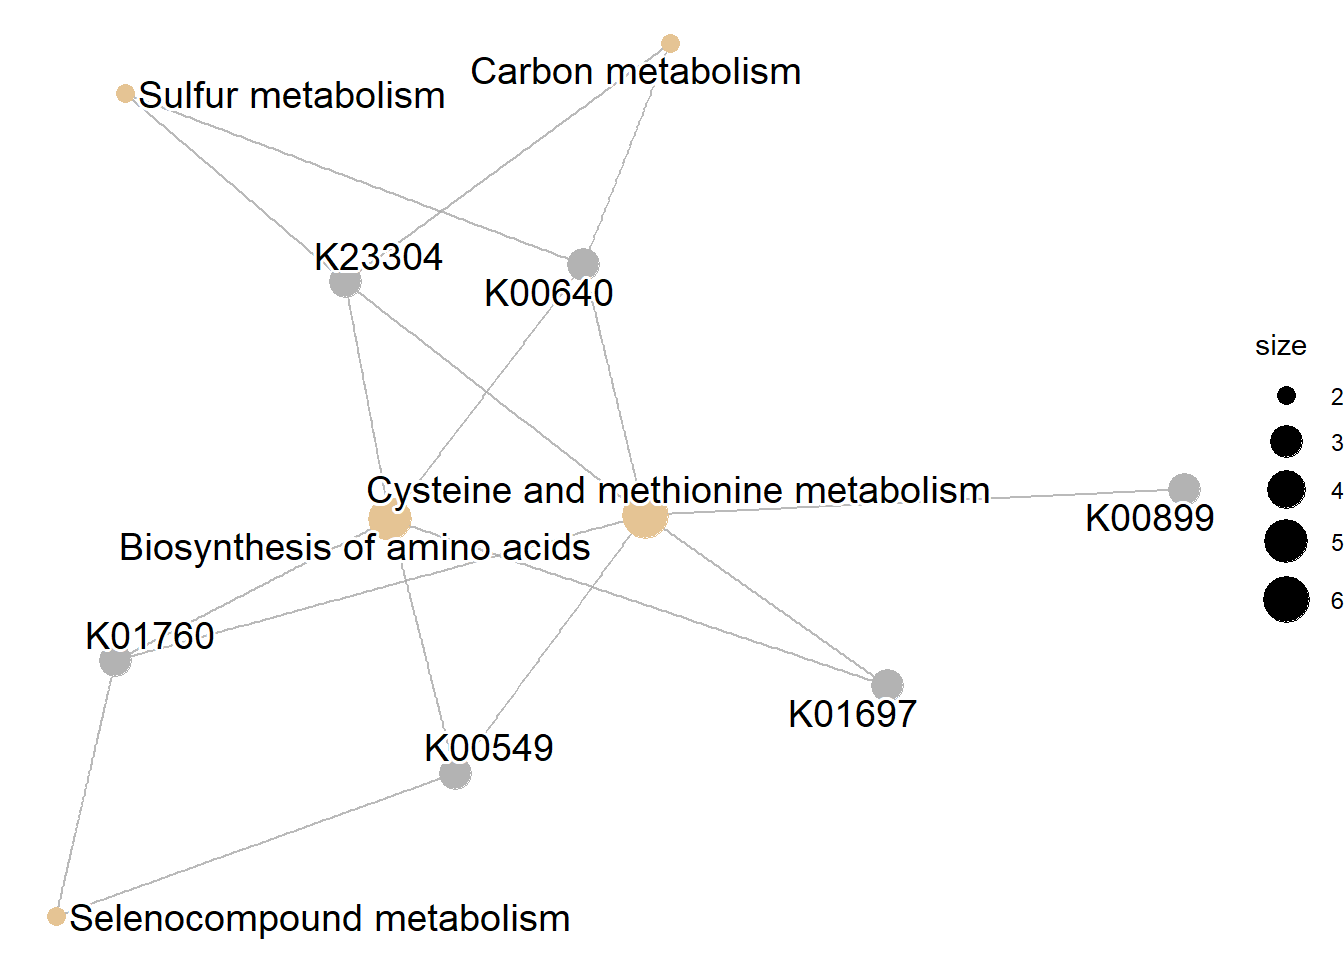 Carbon metabolism
Sulfur metabolism
K23304
K00640
size
2
3
4
5
6
Cysteine and methionine metabolism
K00899
Biosynthesis of amino acids
K01760
K01697
K00549
Selenocompound metabolism